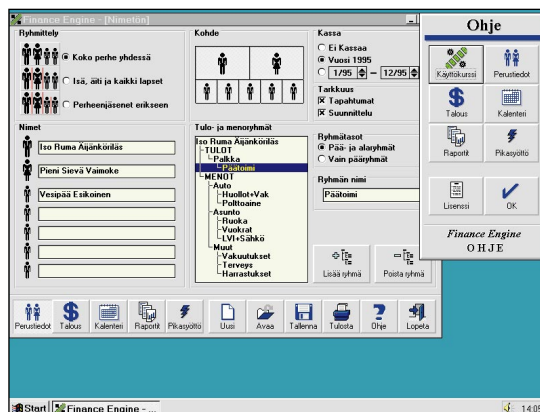 Finance Engine - [Nimetön]
Ryhmittely
Koko perhe yhdessä
Isä, äiti ja kaikki lapset
Perheenjäsenet erikseen
Kohde
Kassa
Ei Kassaa
Vuosi 1995
1/95 - 12/95
Tarkkuus
Tapahtumat
Suunnittelu
Nimet
Iso Ruma Äijänköriläs
Pieni Sievä Vaimoke
Vesipää Esikoinen
Tulo- ja menoryhmät
Iso Ruma Äijänköriläs
TULOT
Palkka
Päätoimi
MENOT
Auto
Huollot+Vak
Polttoaine
Asunto
Ruoka
Vuokrat
LVI+Sähkö
Muut
Vakuutukset
Terveys
Harrastukset
Ryhmätasot
Pää- ja alaryhmät
Vain pääryhmät
Ryhmän nimi
Päätoimi
Lisää ryhmä
Poista ryhmä
Perustiedot
Talous
Kalenteri
Raportit
Pikasyöttö
Uusi
Avaa
Tallenna
Tulosta
Ohje
Lopeta
Ohje
Käyttökurssi
Perustiedot
Talous
Kalenteri
Raportit
Pikasyöttö
Lisenssi
OK
Finance Engine
OHJE
Start
Finance Engine - ...
14:05